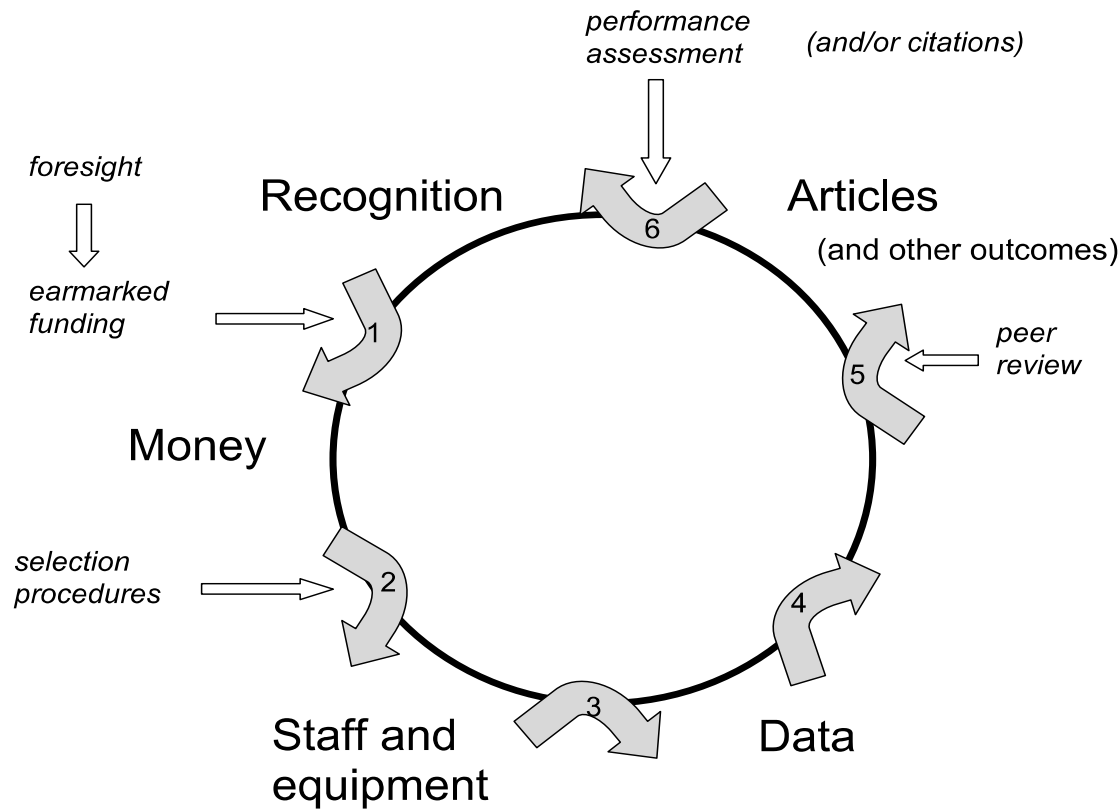 performance
assessment
(and/or citations)
foresight
Recognition
Articles
6
(and other outcomes)
earmarked
funding
1
peer
review
5
Money
selection
procedures
2
4
3
Staff and
equipment
Data